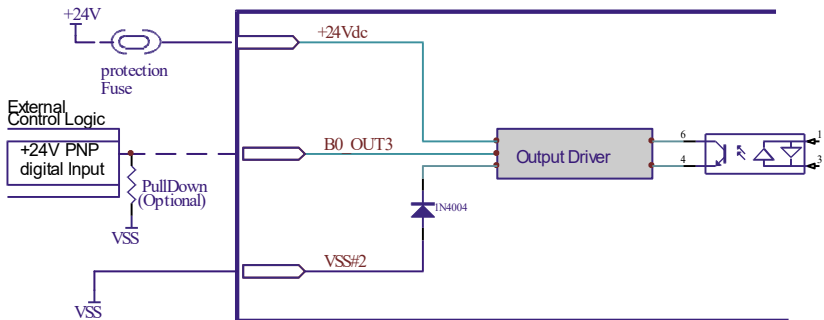 +24V
+24Vdc
protection
Fuse
External
Control Logic
+24V PNP
digital Input
B0_OUT3
Output Driver
6
4
1
3
PullDown
(Optional)
VSS
1N4004
VSS#2
VSS